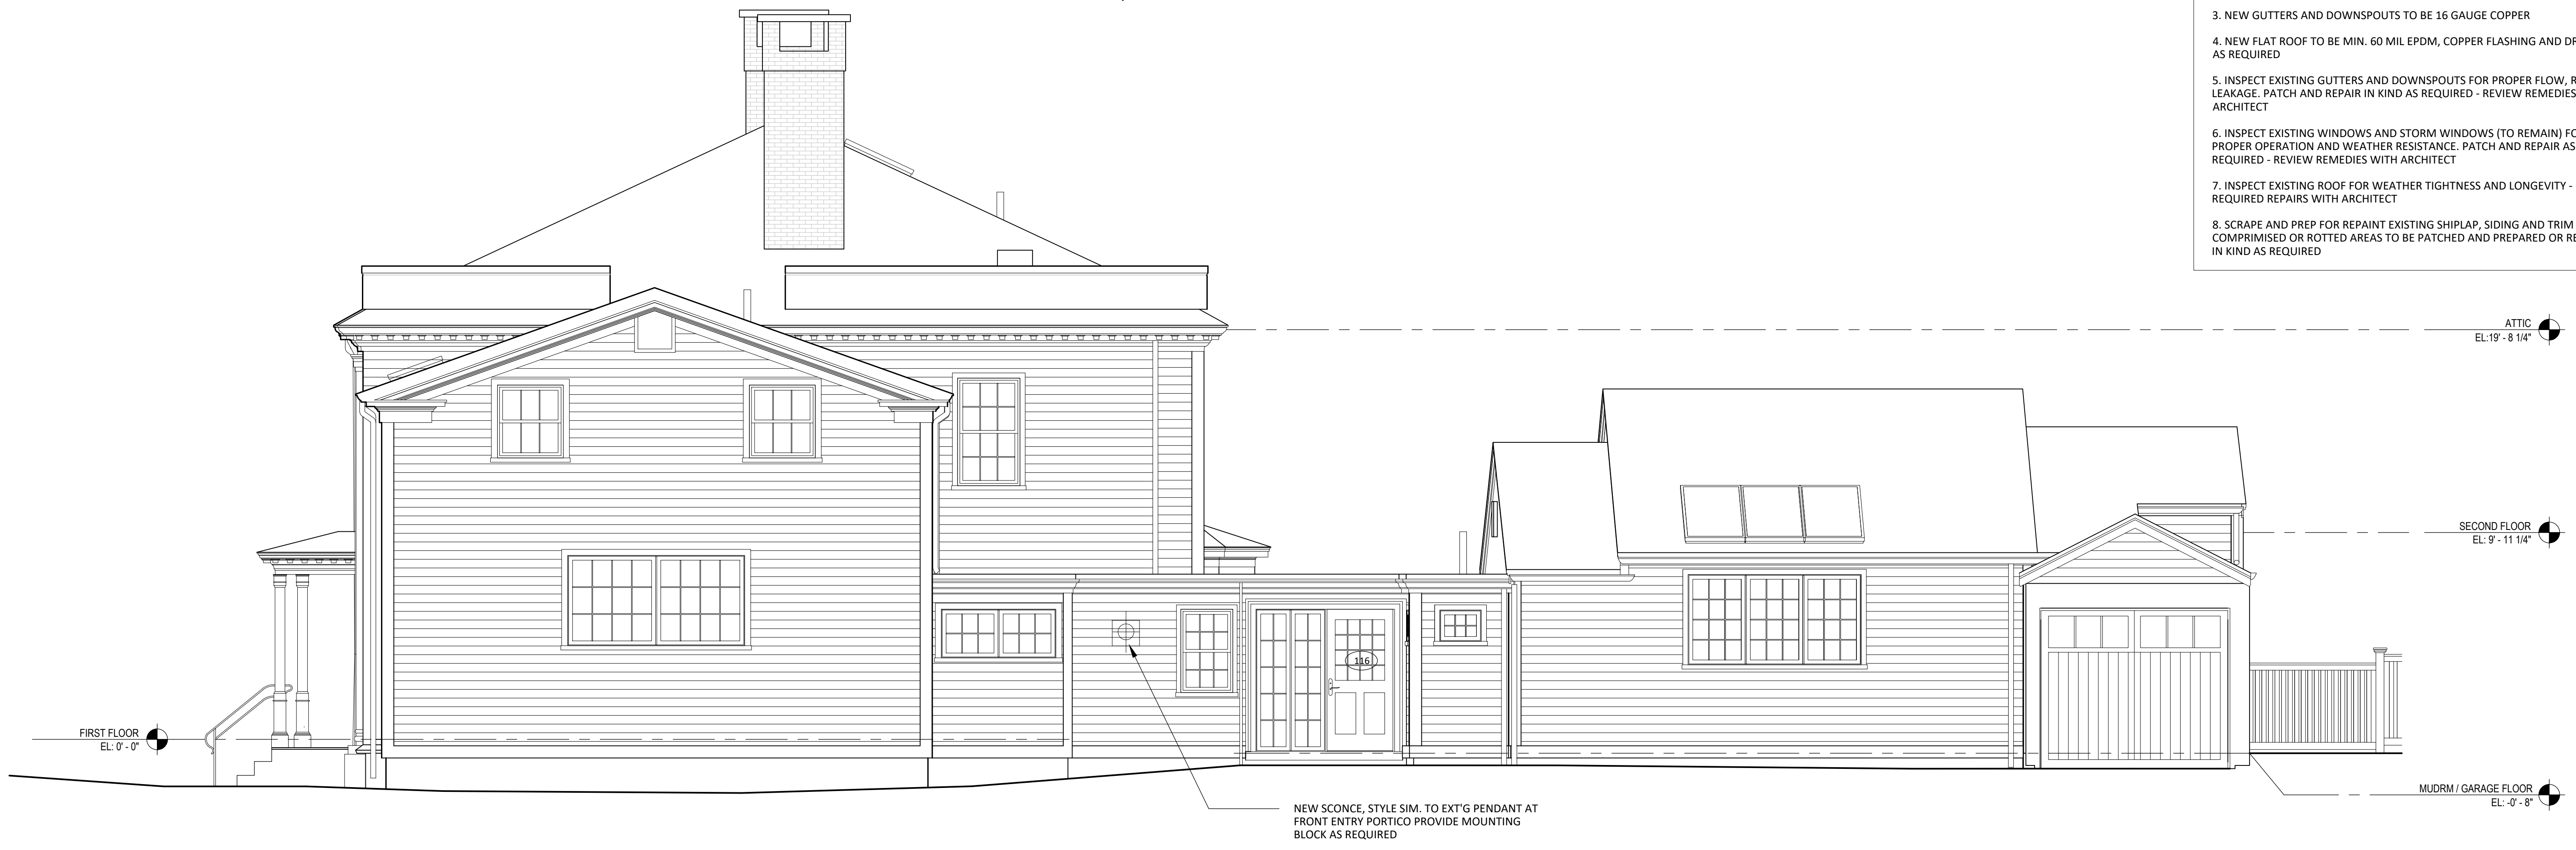 3. NEW GUTTERS AND DOWNSPOUTS TO BE 16 GAUGE COPPER
4. NEW FLAT ROOF TO BE MIN. 60 MIL EPDM, COPPER FLASHING AND
AS REQUIRED
5. INSPECT EXISTING GUTTERS AND DOWNSPOUTS FOR PROPER FLOW,
LEAKAGE. PATCH AND REPAIR IN KIND AS REQUIRED - REVIEW REMEDIES
ARCHITECT
6. INSPECT EXISTING WINDOWS AND STORM WINDOWS (TO REMAIN)
PROPER OPERATION AND WEATHER RESISTANCE. PATCH AND REPAIR AS
REQUIRED - REVIEW REMEDIES WITH ARCHITECT
7. INSPECT EXISTING ROOF FOR WEATHER TIGHTNESS AND LONGEVITY -
REQUIRED REPAIRS WITH ARCHITECT
8. SCRAPE AND PREP FOR REPAINT EXISTING SHIPLAP, SIDING AND TRIM
COMPRIMISED OR ROTTED AREAS TO BE PATCHED AND PREPARED OR
IN KIND AS REQUIRED
ATTIC
EL:19' - 8 1/4"
SECOND FLOOR
EL: 9' - 11 1/4"
116
FIRST FLOOR
EL: 0' - 0"
MUDRM / GARAGE FLOOR
EL: -0' - 8"
NEW SCONCE, STYLE SIM. TO EXT'G PENDANT AT
FRONT ENTRY PORTICO PROVIDE MOUNTING
BLOCK AS REQUIRED